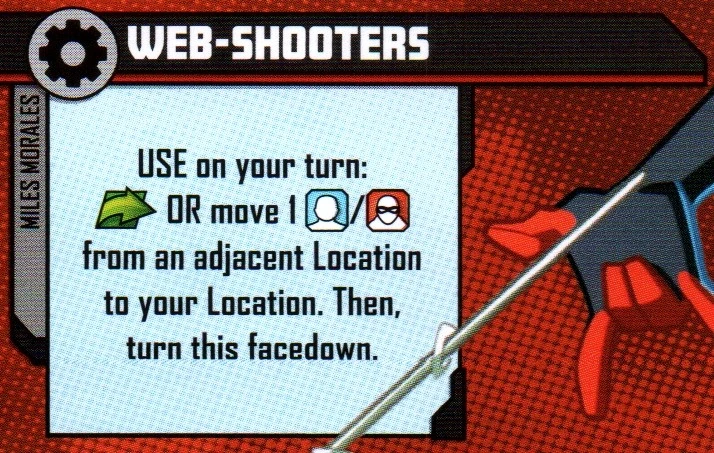 WEB-SHOOTERS
MILES MORALES
USE on your turn:
OR move 1 /
from an adjacent Location
to your Location. Then,
turn this facedown.